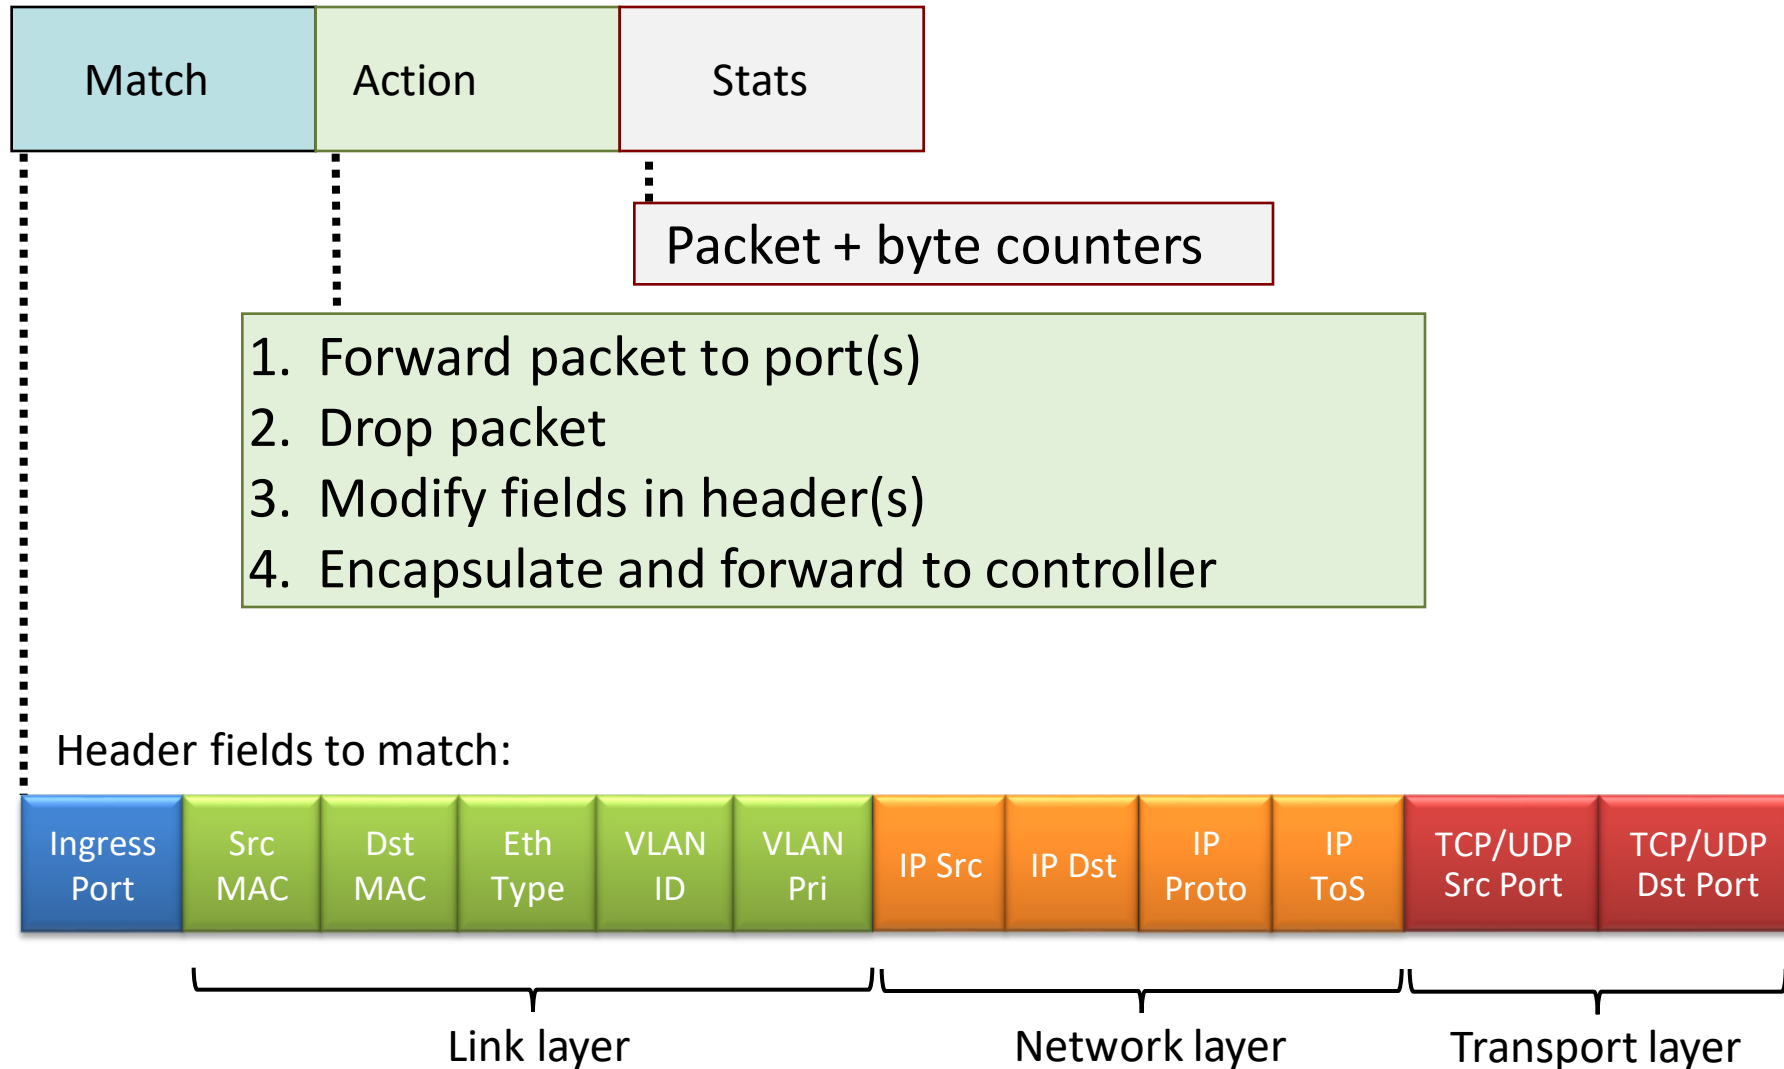 Match Action Stats
Packet + byte counters
1. Forward packet to port(s)
2. Drop packet
3. Modify fields in header(s)
4. Encapsulate and forward to controller
Header fields to match:
Ingress
Port
Src
MAC
Dst
MAC
Eth
Type
VLAN
ID
VLAN
Pri
IP Src
IP Dst
IP
Proto
IP
ToS
TCP/UDP
Src Port
TCP/UDP
Dst Port
Link layer
Network layer
Transport layer